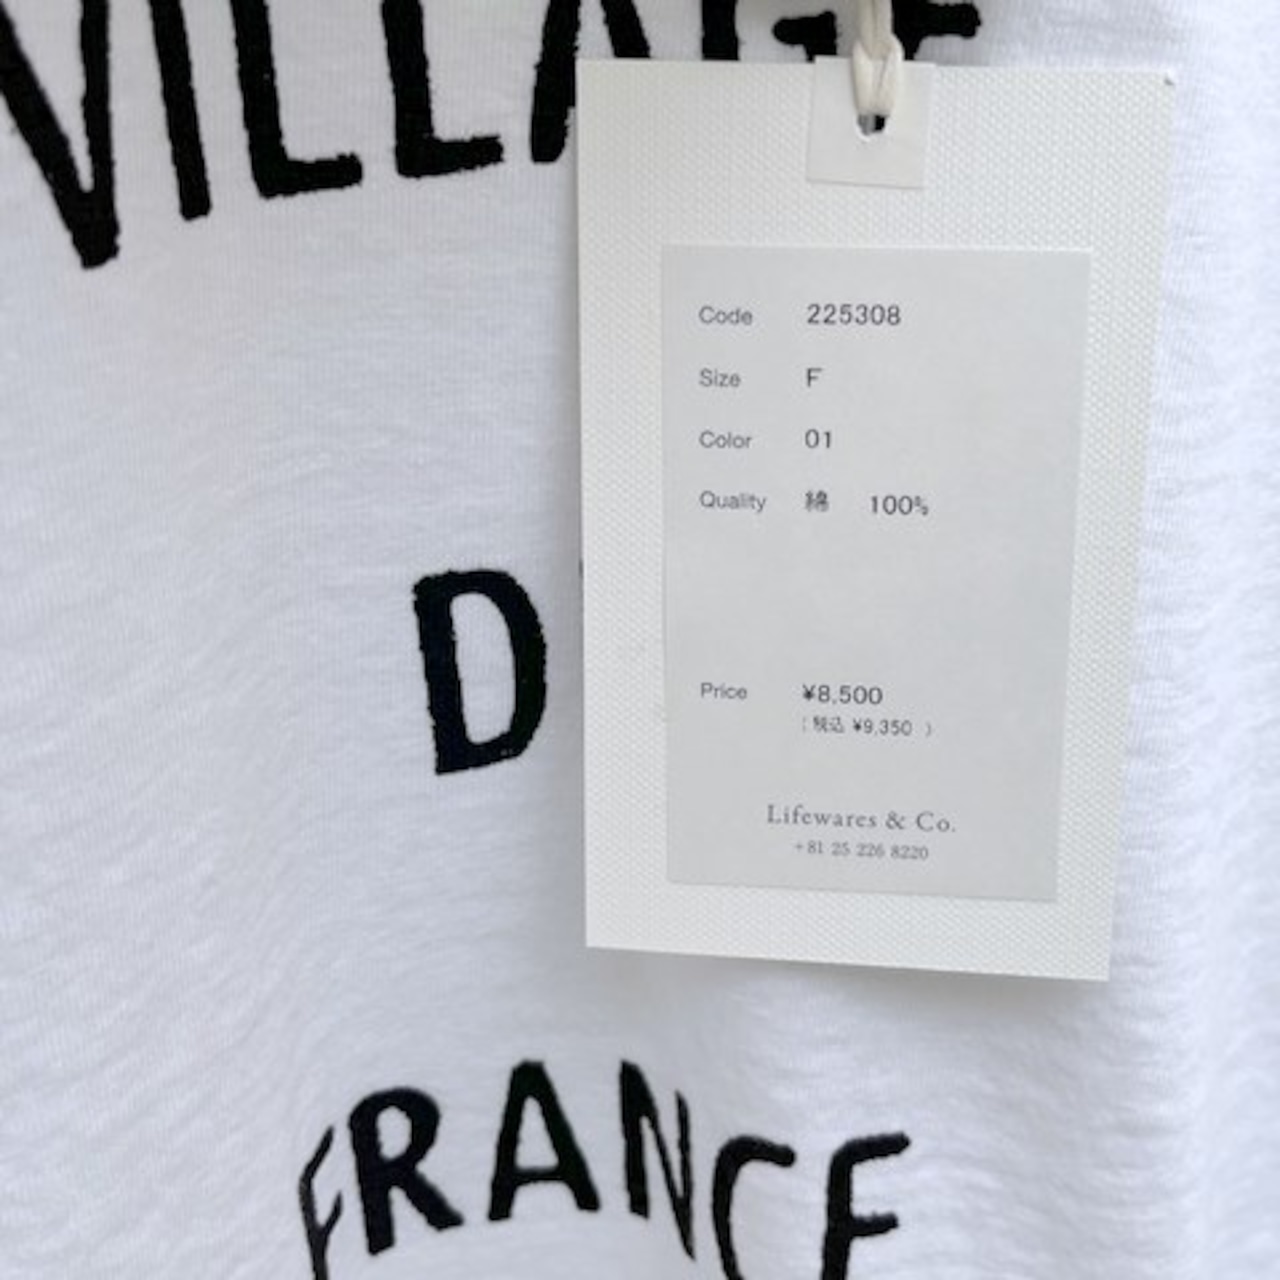 VILLAGE
Code 225308
Size F
Color 01
Quality 綿 100%
D
Price ¥8,500
( 税込 ¥9,350 )
Lifewares & Co.
+81 25 226 8220
FRANCE